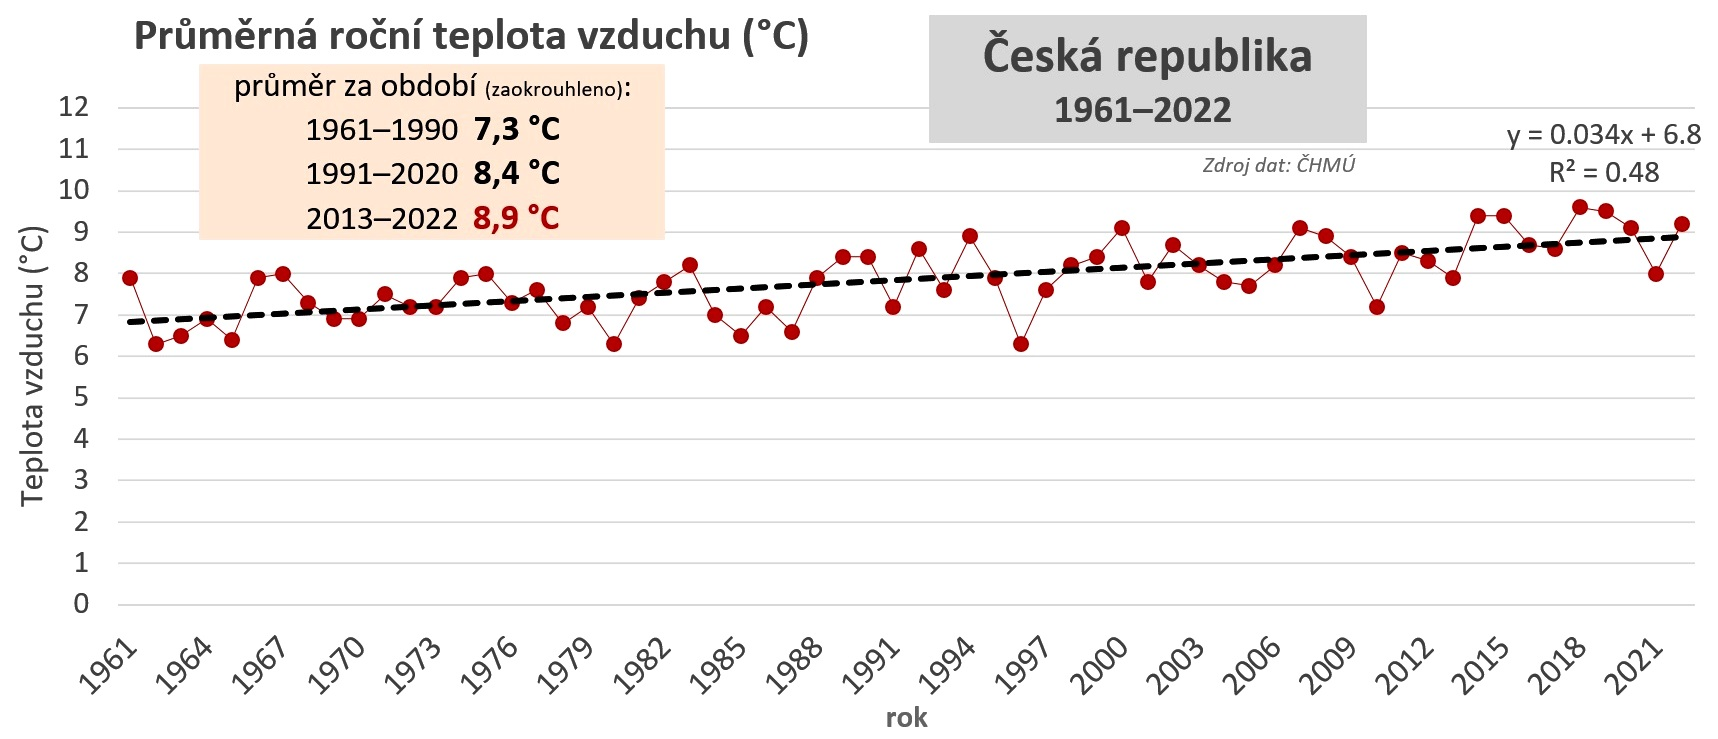 Průměrná roční teplota vzduchu (°C)
průměr za období (zaokrouhleno):
1961–1990 7,3 °C
1991–2020 8,4 °C
2013–2022 8,9 °C
Česká republika
1961–2022
Zdroj dat: ČHMÚ
y = 0.034x + 6.8
R² = 0.48
Teplota vzduchu (°C)
12
11
10
9
8
7
6
5
4
3
2
1
0
1961 1964 1967 1970 1973 1976 1979 1982 1985 1988 1991 1994 1997 2000 2003 2006 2009 2012 2015 2018 2021
rok